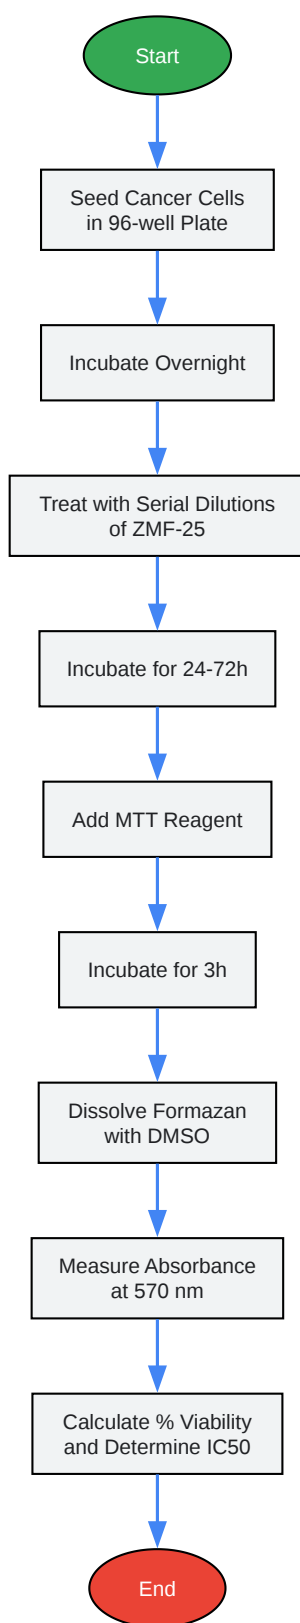 Start
Seed Cancer Cells
in 96-well Plate
Incubate Overnight
Treat with Serial Dilutions
of ZMF-25
Incubate for 24-72h
Add MTT Reagent
Incubate for 3h
Dissolve Formazan
with DMSO
Measure Absorbance
at 570 nm
Calculate % Viability
and Determine IC50
End